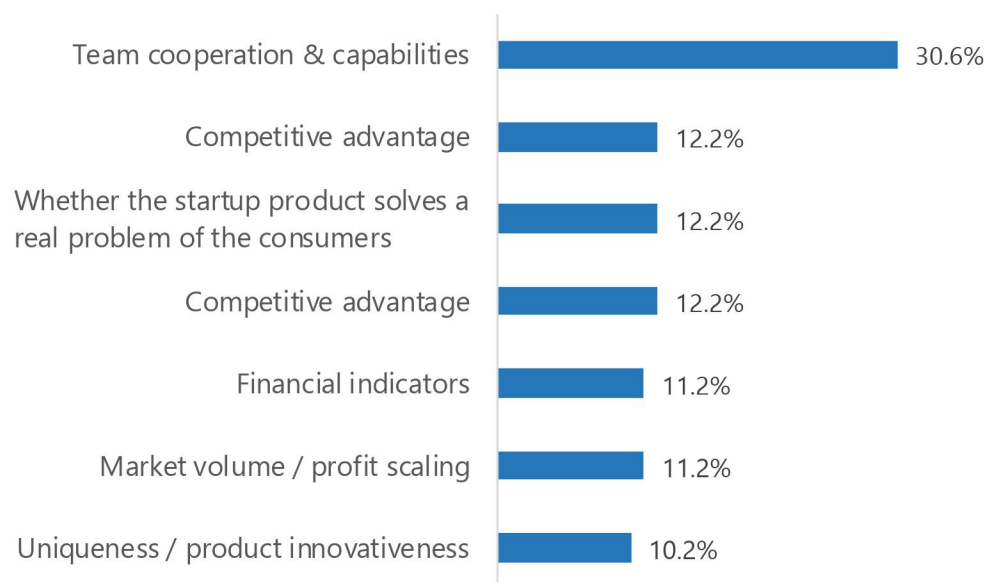 Team cooperation & capabilities
30.6%
Competitive advantage
12.2%
Whether the startup product solves a
real problem of the consumers
12.2%
Competitive advantage
12.2%
Financial indicators
11.2%
Market volume / profit scaling
11.2%
Uniqueness / product innovativeness
10.2%